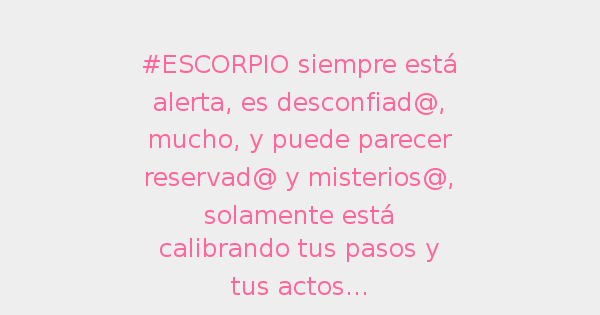 #ESCORPIO siempre está
alerta, es desconfiad@,
mucho, y puede parecer
reservad@ y misterios@,
solamente está
calibrando tus pasos y
tus actos...